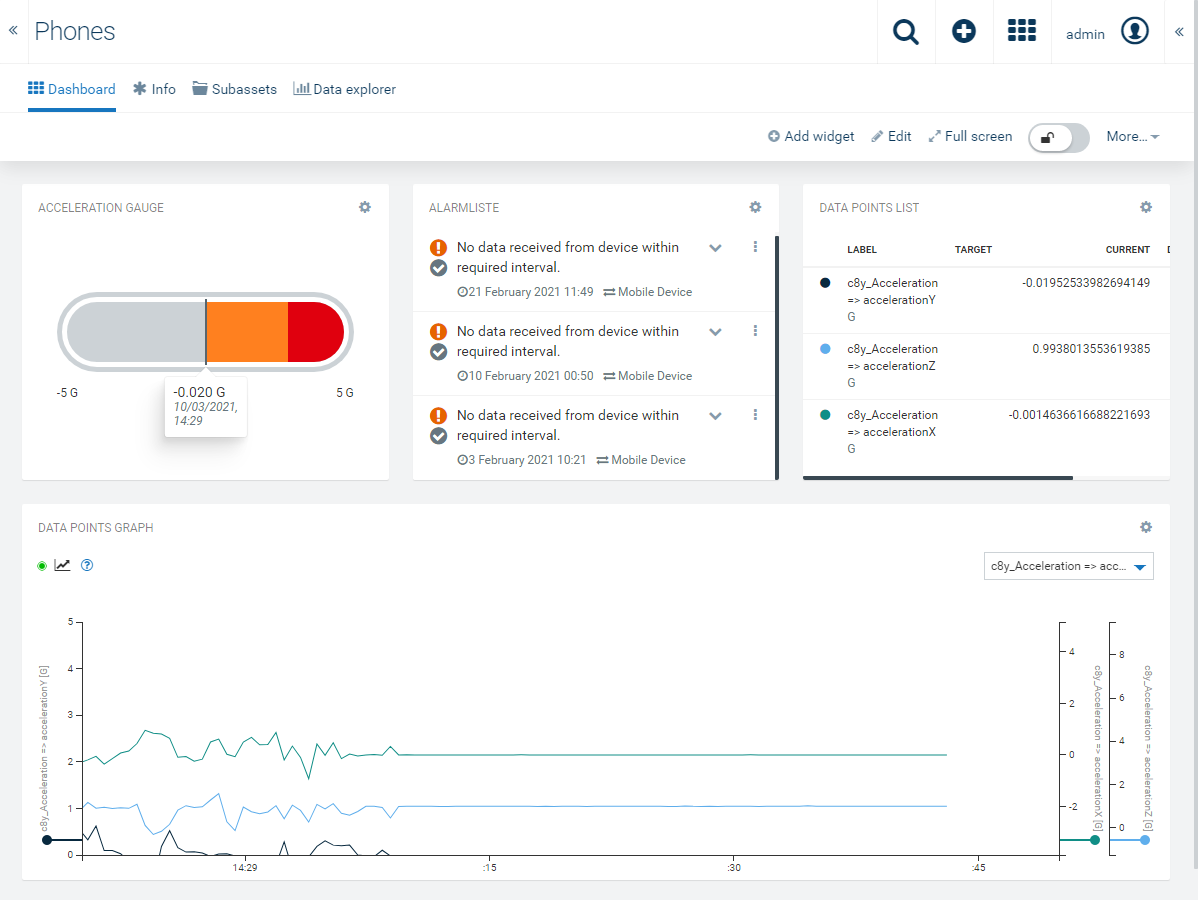 Phones
admin
Dashboard Info Subassets Data explorer
Add widget Edit Full screen More...
ACCELERATION GAUGE
-5 G
5 G
-0.020 G
10/03/2021,
14:29
ALARMLISTE
No data received from device within
required interval.
21 February 2021 11:49 Mobile Device
No data received from device within
required interval.
10 February 2021 00:50 Mobile Device
No data received from device within
required interval.
3 February 2021 10:21 Mobile Device
DATA POINTS LIST
LABEL TARGET CURRENT
c8y_Acceleration
=> accelerationY
G
-0.01952533982694149
c8y_Acceleration
=> accelerationZ
G
0.9938013553619385
c8y_Acceleration
=> accelerationX
G
-0.0014636616688221693
DATA POINTS GRAPH
c8y_Acceleration => acc...
c8y_Acceleration => accelerationY [G]
5
4
3
2
1
0
14:29 :15 :30 :45
4
2
0
-2
c8y_Acceleration => accelerationX [G]
8
6
4
2
0
c8y_Acceleration => accelerationZ [G]